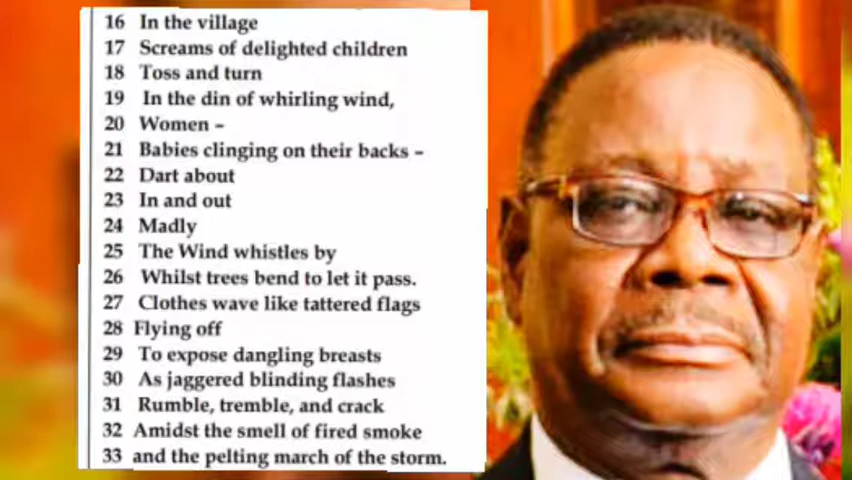 16 In the village
17 Screams of delighted children
18 Toss and turn
19 In the din of whirling wind,
20 Women –
21 Babies clinging on their backs –
22 Dart about
23 In and out
24 Madly
25 The Wind whistles by
26 Whilst trees bend to let it pass.
27 Clothes wave like tattered flags
28 Flying off
29 To expose dangling breasts
30 As jaggered blinding flashes
31 Rumble, tremble, and crack
32 Amidst the smell of fired smoke
33 and the pelting march of the storm.